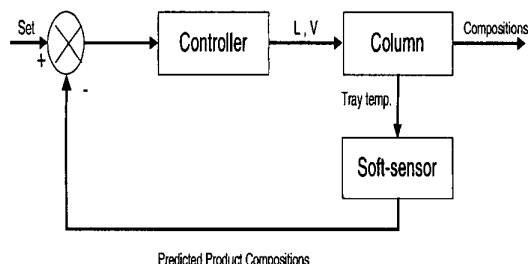 Set
+
-
Controller
L , V
Column
Compositions
Tray temp.
Soft-sensor
Predicted Product Compositions